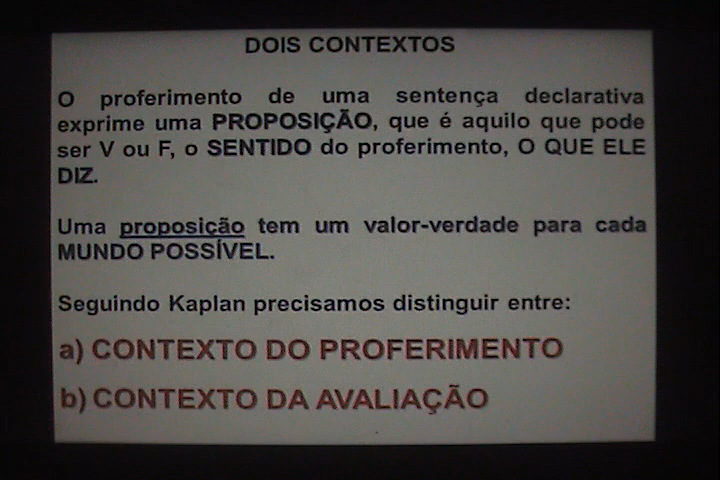 DOIS CONTEXTOS
O proferimento de uma sentença declarativa
exprime uma PROPOSIÇÃO, que é aquilo que pode
ser V ou F, o SENTIDO do proferimento, O QUE ELE
DIZ.
Uma proposição tem um valor-verdade para cada
MUNDO POSSÍVEL.
Seguindo Kaplan precisamos distinguir entre:
a) CONTEXTO DO PROFERIMENTO
b) CONTEXTO DA AVALIAÇÃO